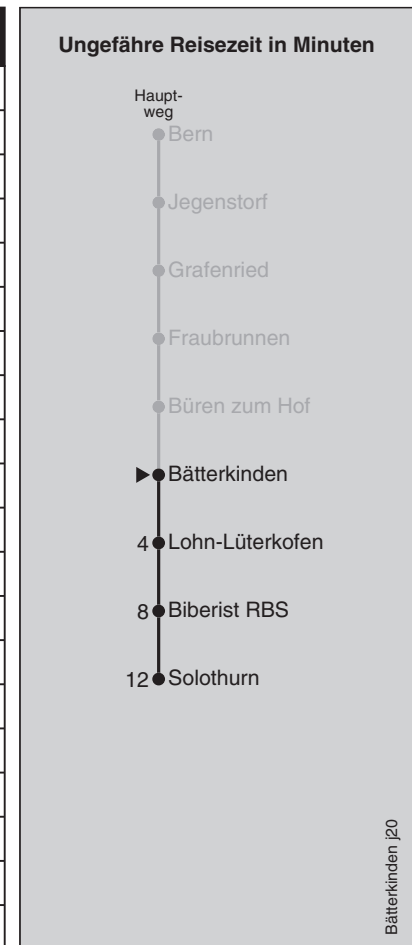 Ungefähre Reisezeit in Minuten
Haupt-
weg
Bern
Jegenstorf
Grafenried
Fraubrunnen
Büren zum Hof
Bätterkinden
4 Lohn-Lüterkofen
8 Biberist RBS
12 Solothurn
Bätterkinden j20